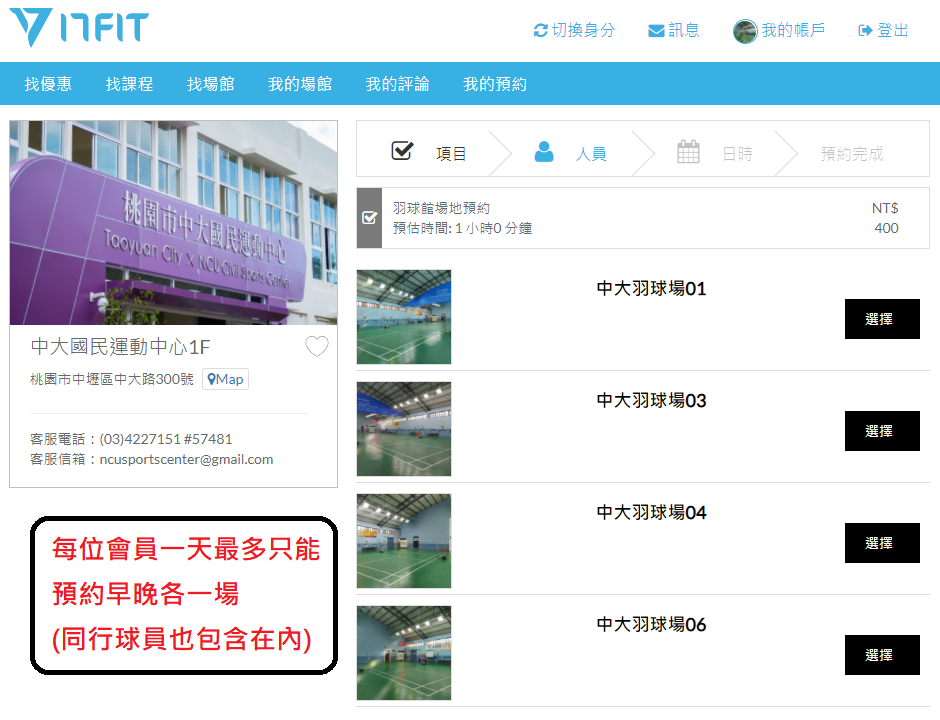 17FIT
切換身分
訊息
我的帳戶
登出
找優惠
找課程
找場館
我的場館
我的評論
我的預約
桃園市中大國民運動中心
Taoyuan City x NCU Civil Sports Center
中大國民運動中心1F
桃園市中壢區中大路300號
Map
客服電話：(03)4227151 #57481
客服信箱：ncusportscenter@gmail.com
每位會員一天最多只能
預約早晚各一場
(同行球員也包含在內)
項目
人員
日時
預約完成
羽球館場地預約
預估時間: 1 小時0 分鐘
NT$
400
中大羽球場01
選擇
中大羽球場03
選擇
中大羽球場04
選擇
中大羽球場06
選擇